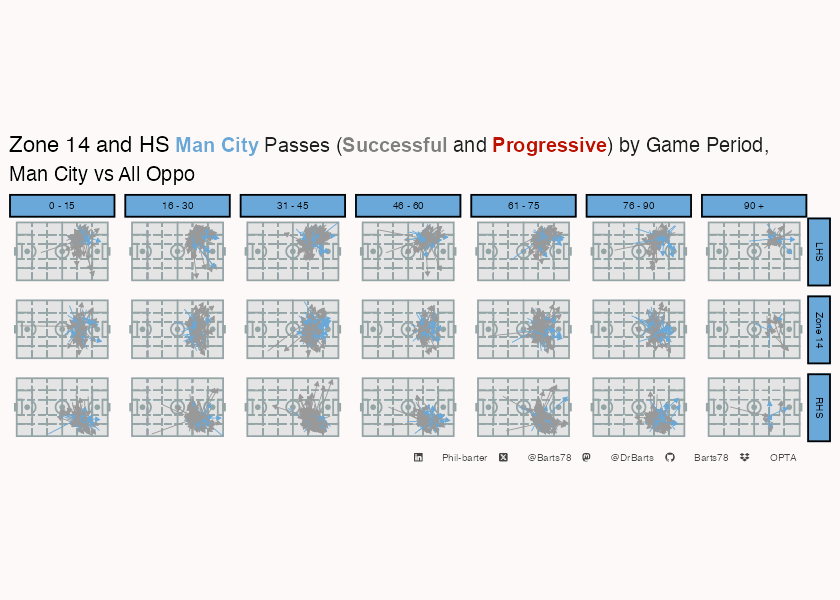 Zone 14 and HS Man City Passes (Successful and Progressive) by Game Period,
Man City vs All Oppo
0 - 15 16 - 30 31 - 45 46 - 60 61 - 75 76 - 90 90 +
LHS
Zone 14
RHS
Phil-barter @Barts78 @DrBarts Barts78 OPTA